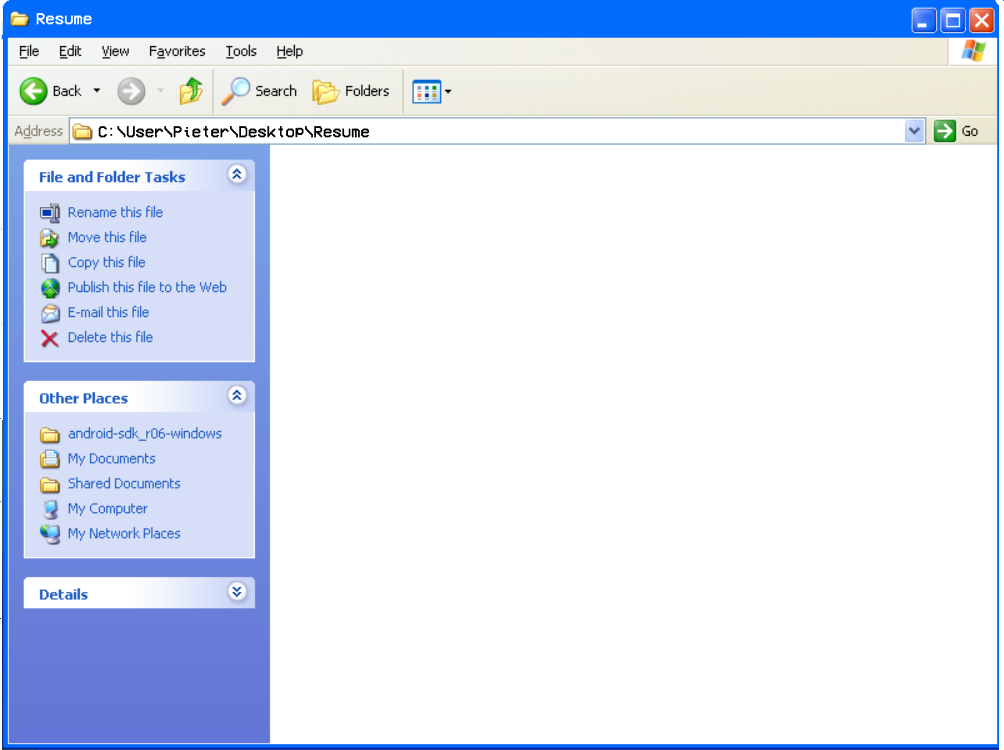 Resume
File Edit View Favorites Tools Help
Back Search Folders
Address C:\User\Pieter\Desktop\Resume Go
File and Folder Tasks
Rename this file
Move this file
Copy this file
Publish this file to the Web
E-mail this file
Delete this file
Other Places
android-sdk_r06-windows
My Documents
Shared Documents
My Computer
My Network Places
Details